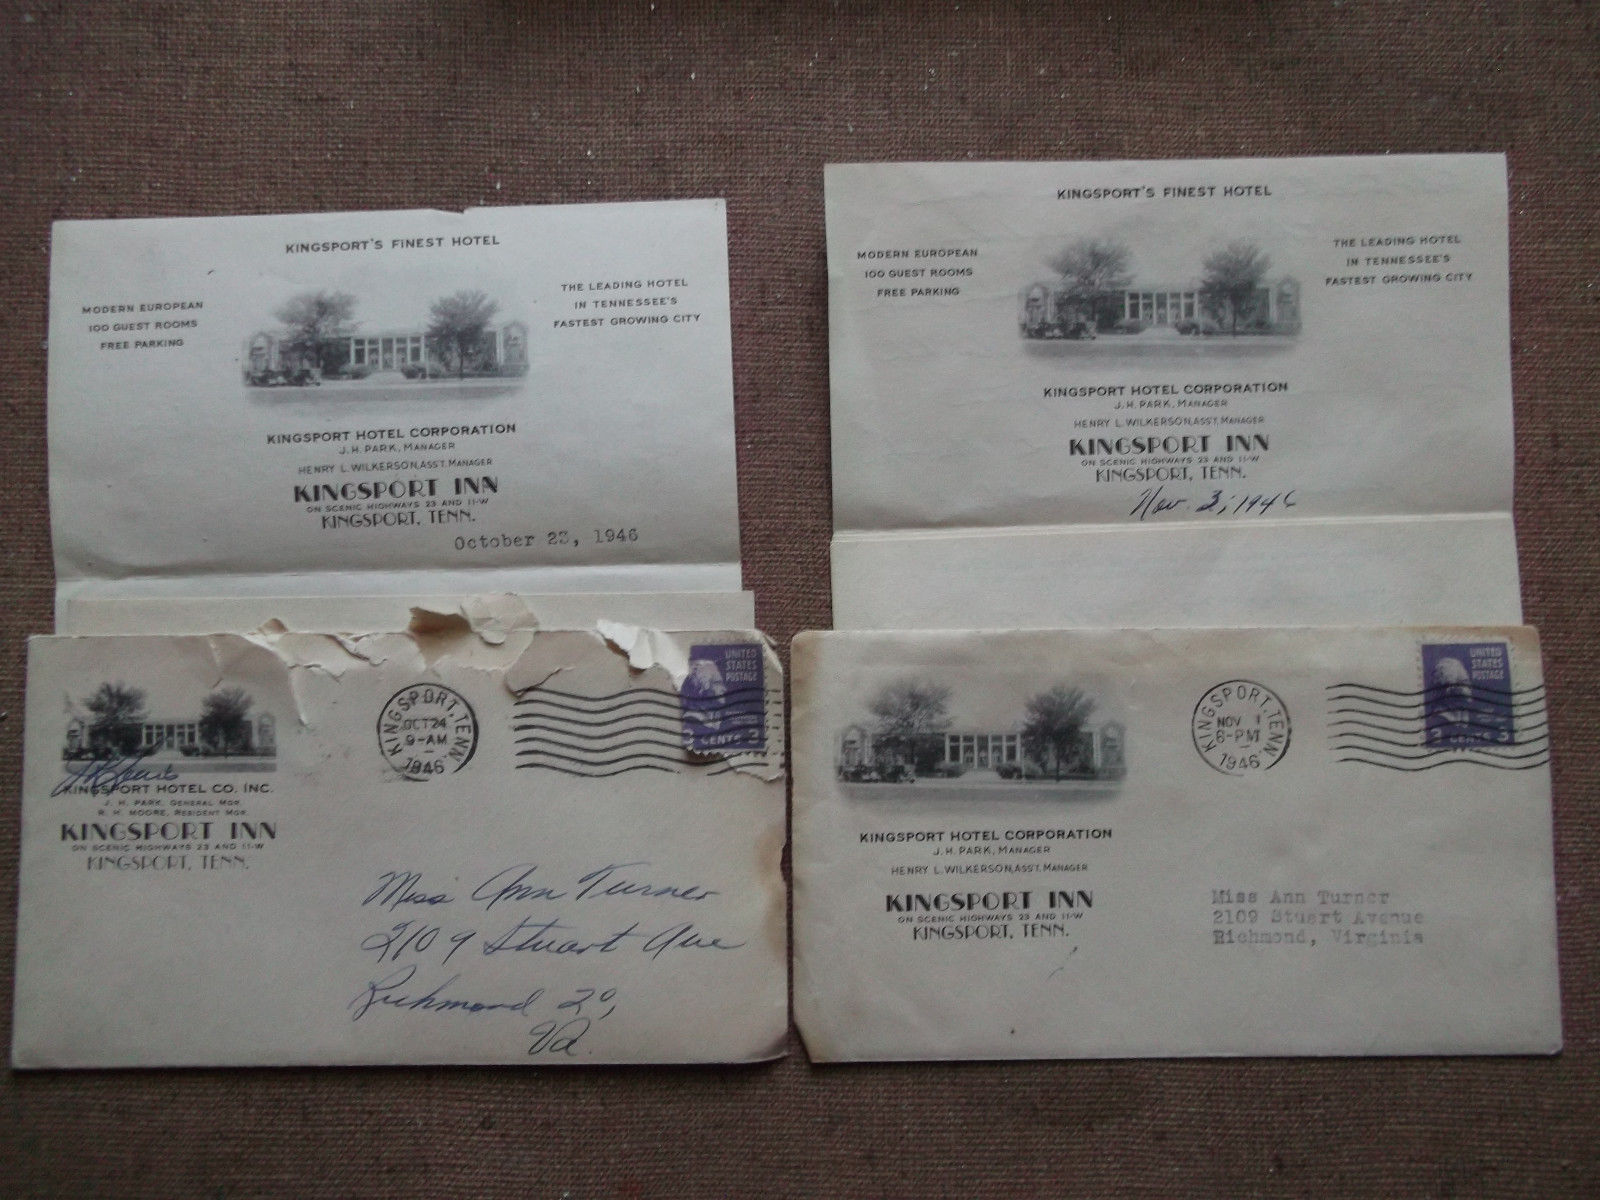 KINGSPORT'S FINEST HOTEL
MODERN EUROPEAN
100 GUEST ROOMS
FREE PARKING
THE LEADING HOTEL
IN TENNESSEE'S
FASTEST GROWING CITY
KINGSPORT HOTEL CORPORATION
J. H. PARK, MANAGER
HENRY L. WILKERSON, ASS'T. MANAGER
KINGSPORT INN
ON SCENIC HIGHWAYS 23 AND 11-W
KINGSPORT, TENN.
October 23, 1946
KINGSPORT'S FINEST HOTEL
MODERN EUROPEAN
100 GUEST ROOMS
FREE PARKING
THE LEADING HOTEL
IN TENNESSEE'S
FASTEST GROWING CITY
KINGSPORT HOTEL CORPORATION
J. H. PARK, MANAGER
HENRY L. WILKERSON, ASS'T. MANAGER
KINGSPORT INN
ON SCENIC HIGHWAYS 23 AND 11-W
KINGSPORT, TENN.
Nov. 3, 1946
KINGSPORT HOTEL CO. INC.
J. H. PARK, GENERAL MGR.
R. H. MOORE, RESIDENT MGR.
KINGSPORT INN
ON SCENIC HIGHWAYS 23 AND 11-W
KINGSPORT, TENN.
KINGSPORT, TENN.
OCT 24
9-AM
1946
UNITED
STATES
POSTAGE
3 CENTS 3
Miss Ann Turner
2109 Stuart Ave
Richmond 20,
Va.
KINGSPORT HOTEL CORPORATION
J. H. PARK, MANAGER
HENRY L. WILKERSON, ASS'T. MANAGER
KINGSPORT INN
ON SCENIC HIGHWAYS 23 AND 11-W
KINGSPORT, TENN.
KINGSPORT, TENN.
NOV 1
6-PM
1946
UNITED
STATES
POSTAGE
3 CENTS 3
Miss Ann Turner
2109 Stuart Avenue
Richmond, Virginia